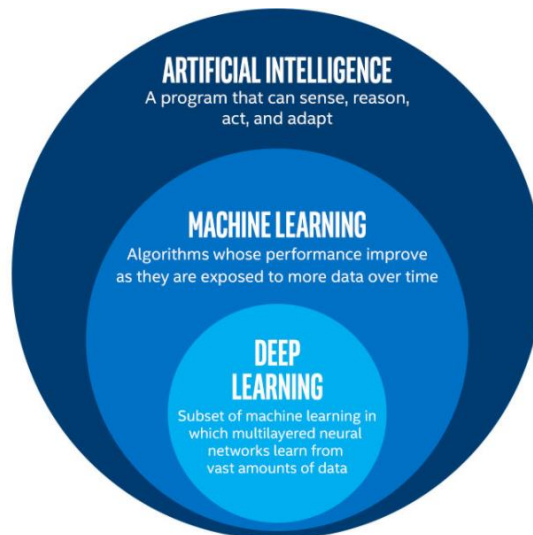 ARTIFICIAL INTELLIGENCE
A program that can sense, reason,
act, and adapt
MACHINE LEARNING
Algorithms whose performance improve
as they are exposed to more data over time
DEEP
LEARNING
Subset of machine learning in
which multilayered neural
networks learn from
vast amounts of data